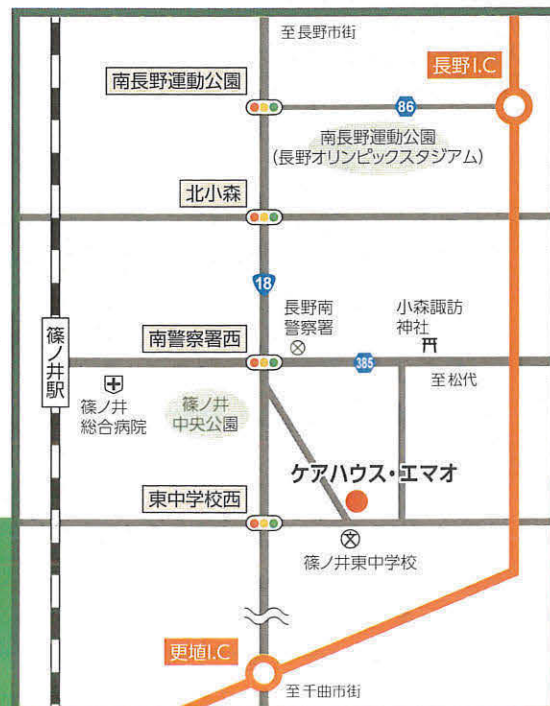 至長野市街
長野I.C
南長野運動公園
86
南長野運動公園
(長野オリンピックスタジアム)
北小森
18
長野南
警察署
小森諏訪
神社
南警察署西
385
至松代
篠ノ井駅
篠ノ井
総合病院
篠ノ井
中央公園
ケアハウス・エマオ
東中学校西
文
篠ノ井東中学校
更埴I.C
至千曲市街